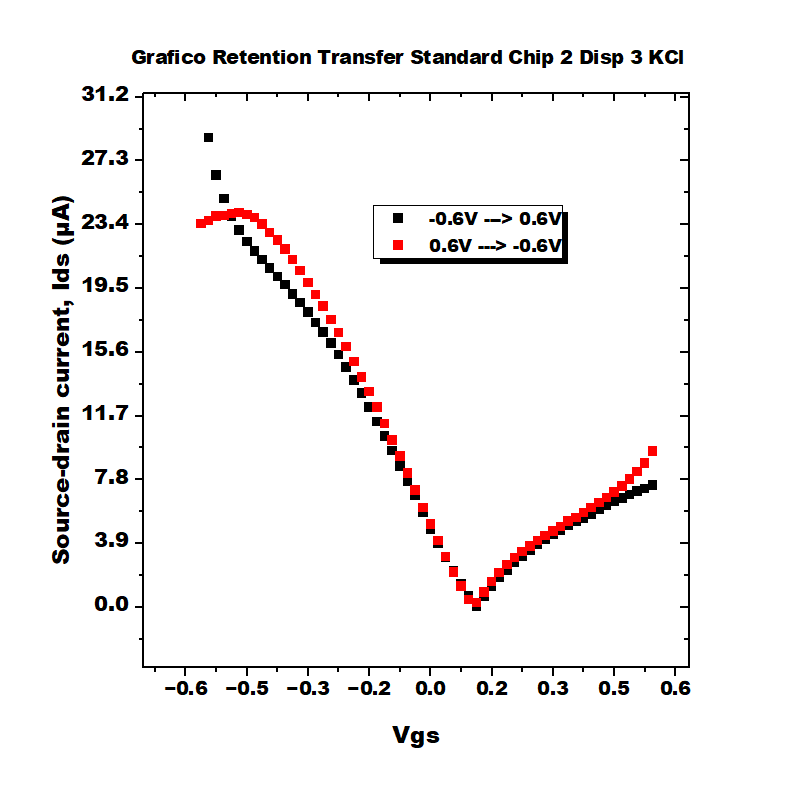 Grafico Retention Transfer Standard Chip 2 Disp 3 KCl
31.2
27.3
23.4
19.5
15.6
11.7
7.8
3.9
0.0
Source-drain current, Ids (µA)
-0.6V ---> 0.6V
0.6V ---> -0.6V
−0.6 −0.5 −0.3 −0.2 0.0 0.2 0.3 0.5 0.6
Vgs